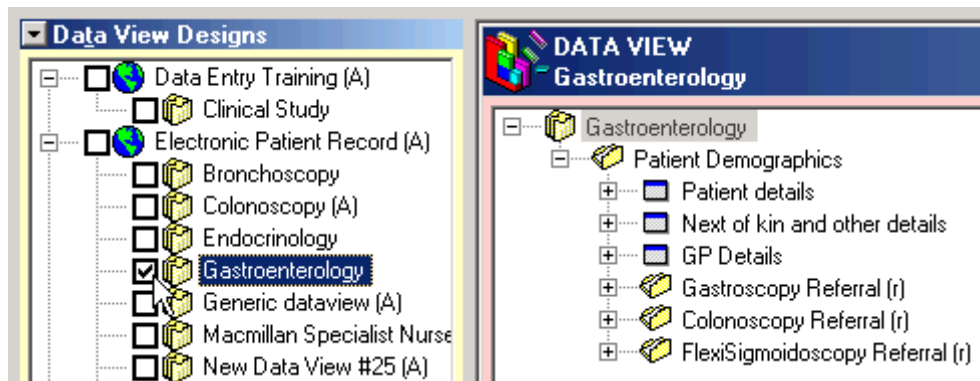 Data View Designs
Data Entry Training (A)
Clinical Study
Electronic Patient Record (A)
Bronchoscopy
Colonoscopy (A)
Endocrinology
Gastroenterology
Generic dataview (A)
Macmillan Specialist Nurse
New Data View #25 (A)
DATA VIEW
Gastroenterology
Gastroenterology
Patient Demographics
Patient details
Next of kin and other details
GP Details
Gastroscopy Referral (r)
Colonoscopy Referral (r)
FlexiSigmoidoscopy Referral (r)